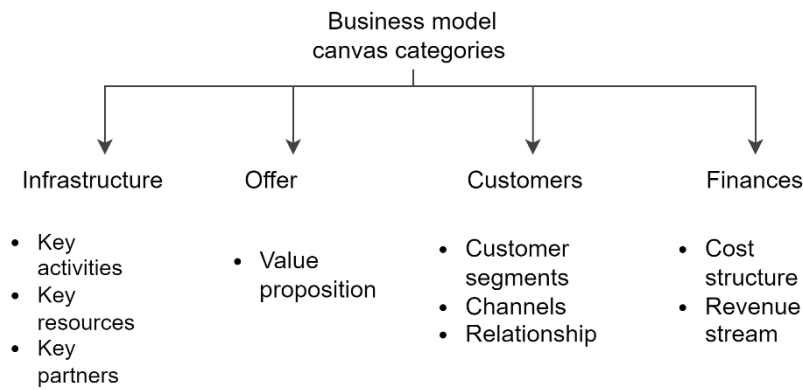 Business model
canvas categories
Infrastructure
Offer
Customers
Finances
• Key
activities
• Key
resources
• Key
partners
• Value
proposition
• Customer
segments
• Channels
• Relationship
• Cost
structure
• Revenue
stream